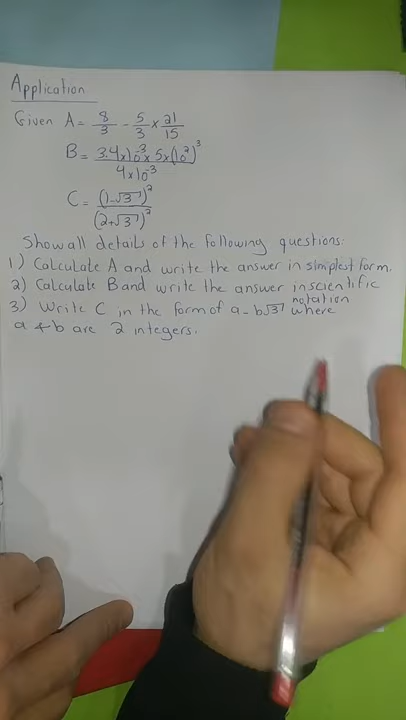 Application
Given A = 8/3 - 5/3 x 21/15
B = 3.4x10^-3 x 5x(10^2)^3 / 4x10^-3
C = (1-√3)^2 / (2+√3)^2
Show all details of the following questions:
1) Calculate A and write the answer in simplest form.
2) Calculate B and write the answer in scientific notation
3) Write C in the form of a - b√3 where
a & b are 2 integers.